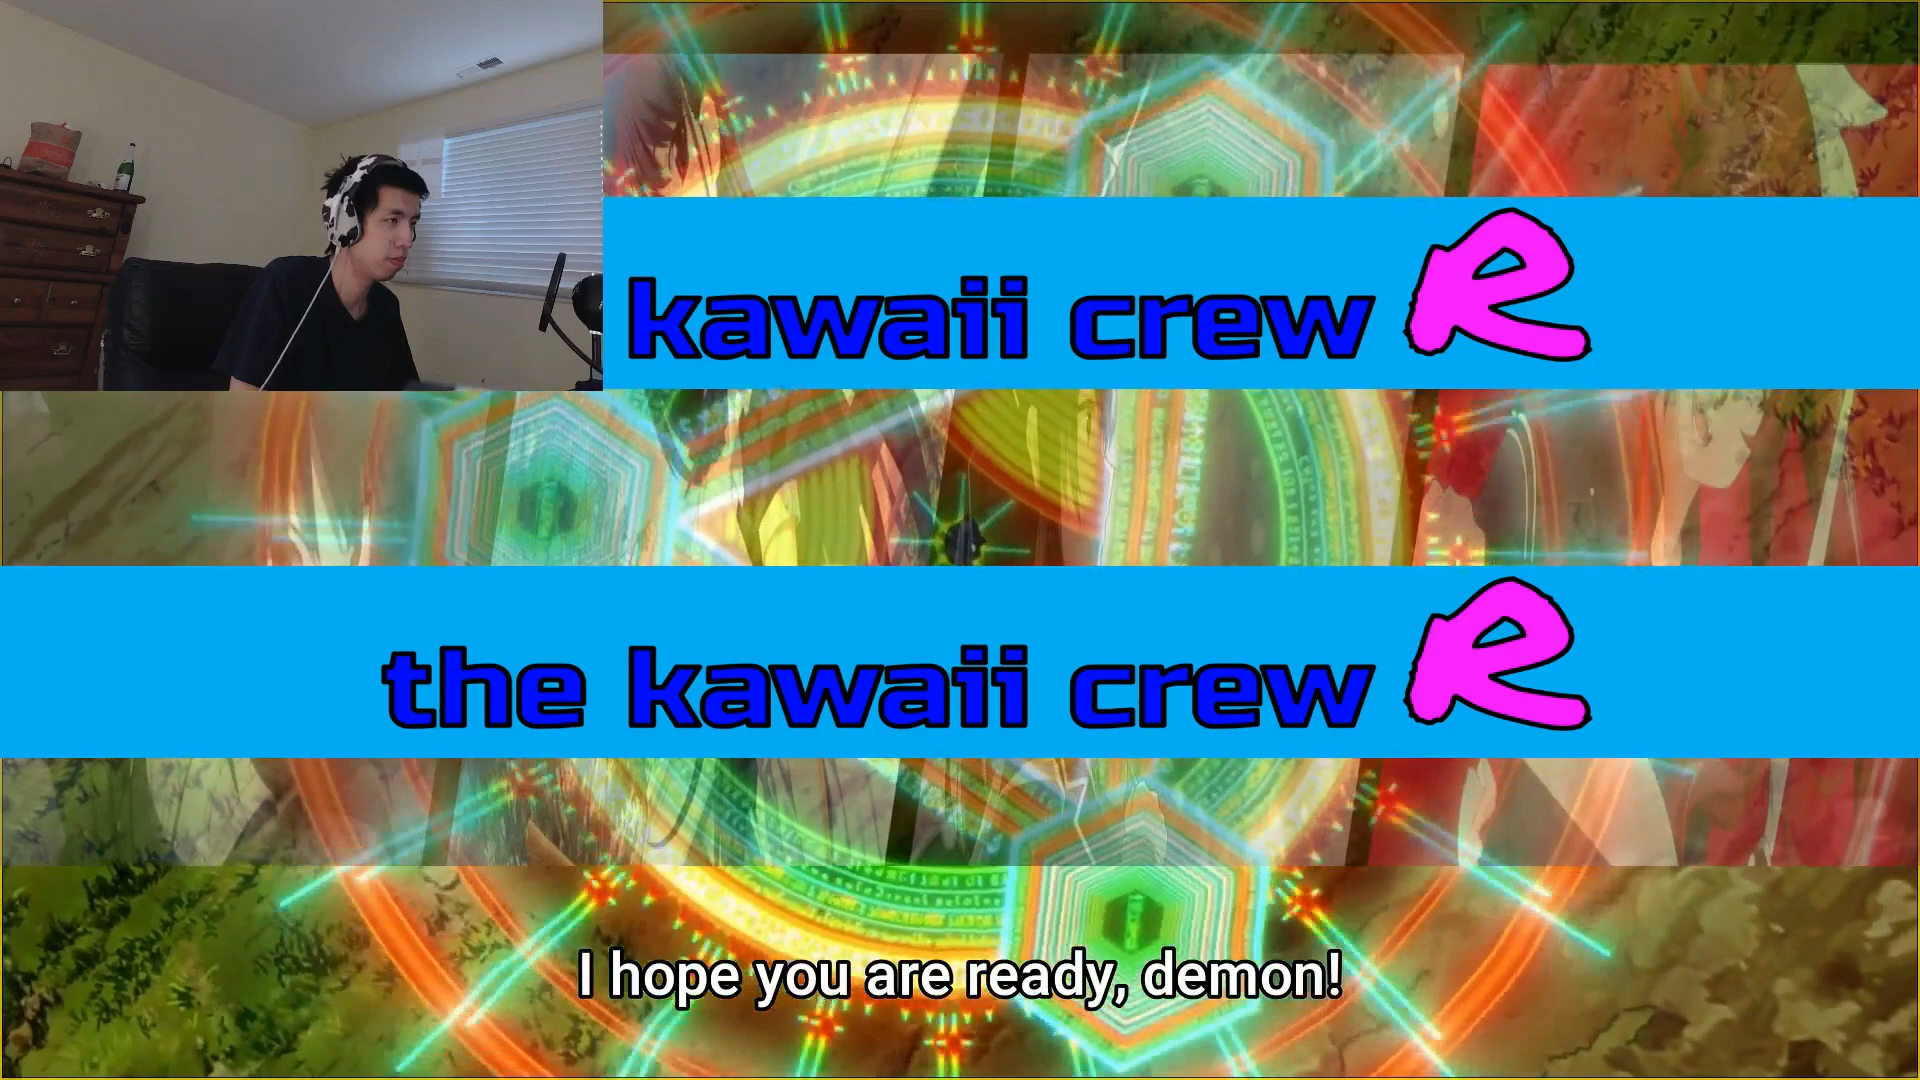 kawaii crew R
the kawaii crew R
I hope you are ready, demon!